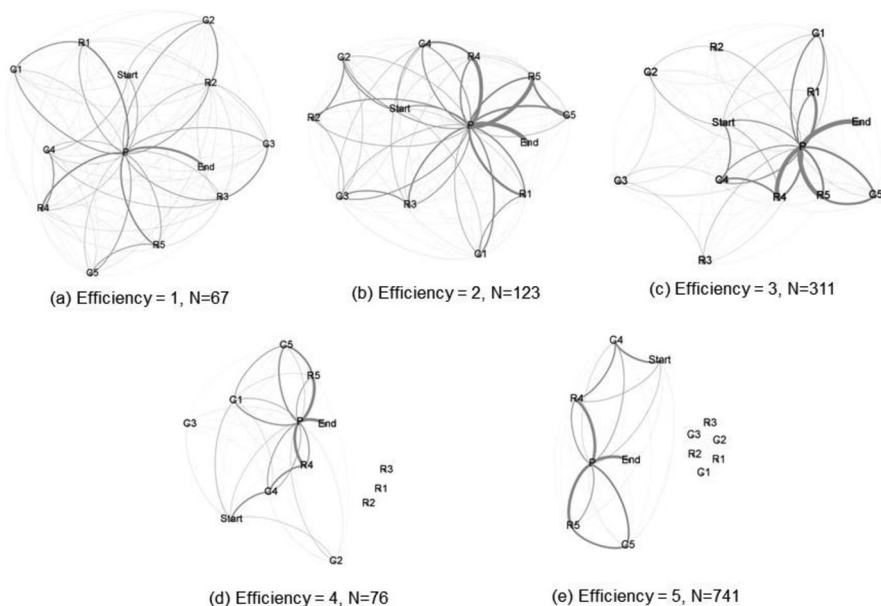 G2
R1
G1
Start
R2
G4
P
G3
End
R4
R3
R5
G5
(a) Efficiency = 1, N=67
G4
G2
R4
R5
Start
R2
P
G5
End
G3
R3
R1
G1
(b) Efficiency = 2, N=123
G1
R2
G2
R1
Start
End
P
G3
G4
R4
R5
G5
R3
(c) Efficiency = 3, N=311
G5
R5
G1
G3
P
End
R4
R3
G4
R1
R2
Start
G2
(d) Efficiency = 4, N=76
G4
Start
R4
R3
G3
G2
R2
R1
P
End
G1
R5
G5
(e) Efficiency = 5, N=741